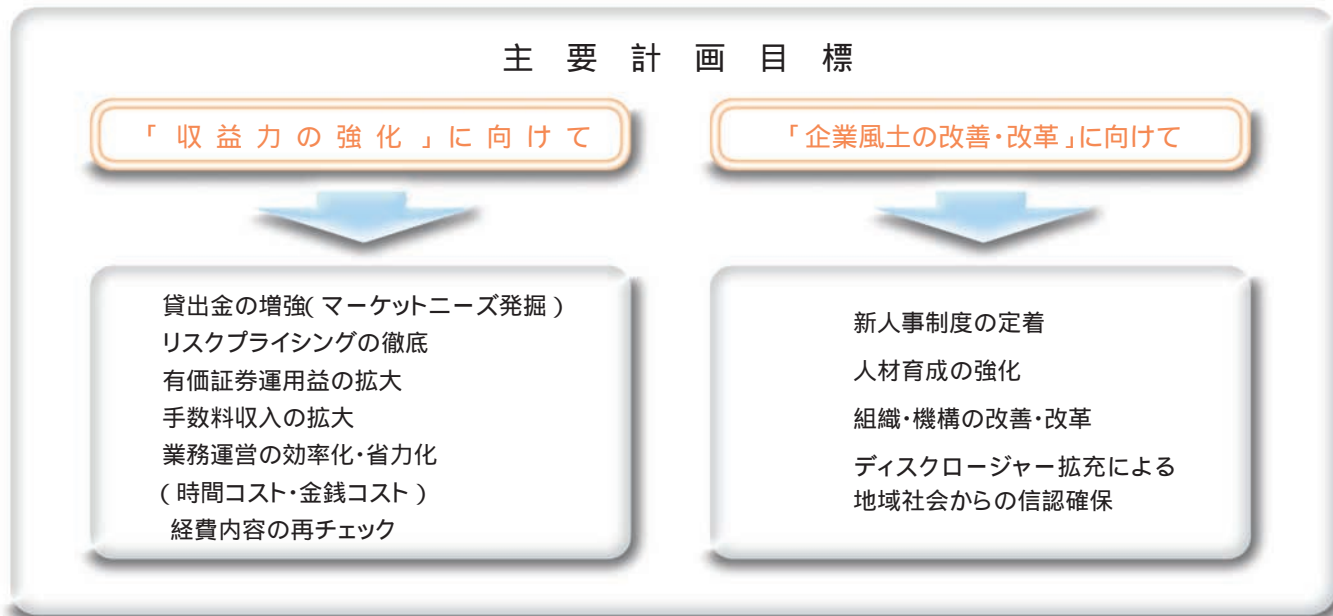 主要計画目標
「収益力の強化」に向けて
貸出金の増強(マーケットニーズ発掘)
リスクプライシングの徹底
有価証券運用益の拡大
手数料収入の拡大
業務運営の効率化・省力化
(時間コスト・金銭コスト)
経費内容の再チェック
「企業風土の改善・改革」に向けて
新人事制度の定着
人材育成の強化
組織・機構の改善・改革
ディスクロージャー拡充による
地域社会からの信認確保